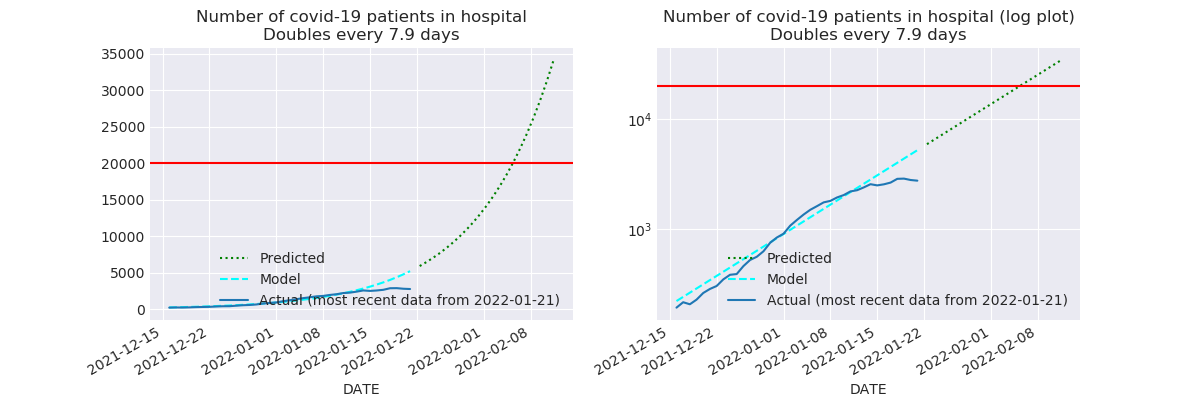 Number of covid-19 patients in hospital
Doubles every 7.9 days
35000
30000
25000
20000
15000
10000
5000
0
Predicted
Model
Actual (most recent data from 2022-01-21)
2021-12-15
2021-12-22
2022-01-01
2022-01-08
2022-01-15
2022-01-22
2022-02-01
2022-02-08
DATE
Number of covid-19 patients in hospital (log plot)
Doubles every 7.9 days
10⁴
10³
Predicted
Model
Actual (most recent data from 2022-01-21)
2021-12-15
2021-12-22
2022-01-01
2022-01-08
2022-01-15
2022-01-22
2022-02-01
2022-02-08
DATE